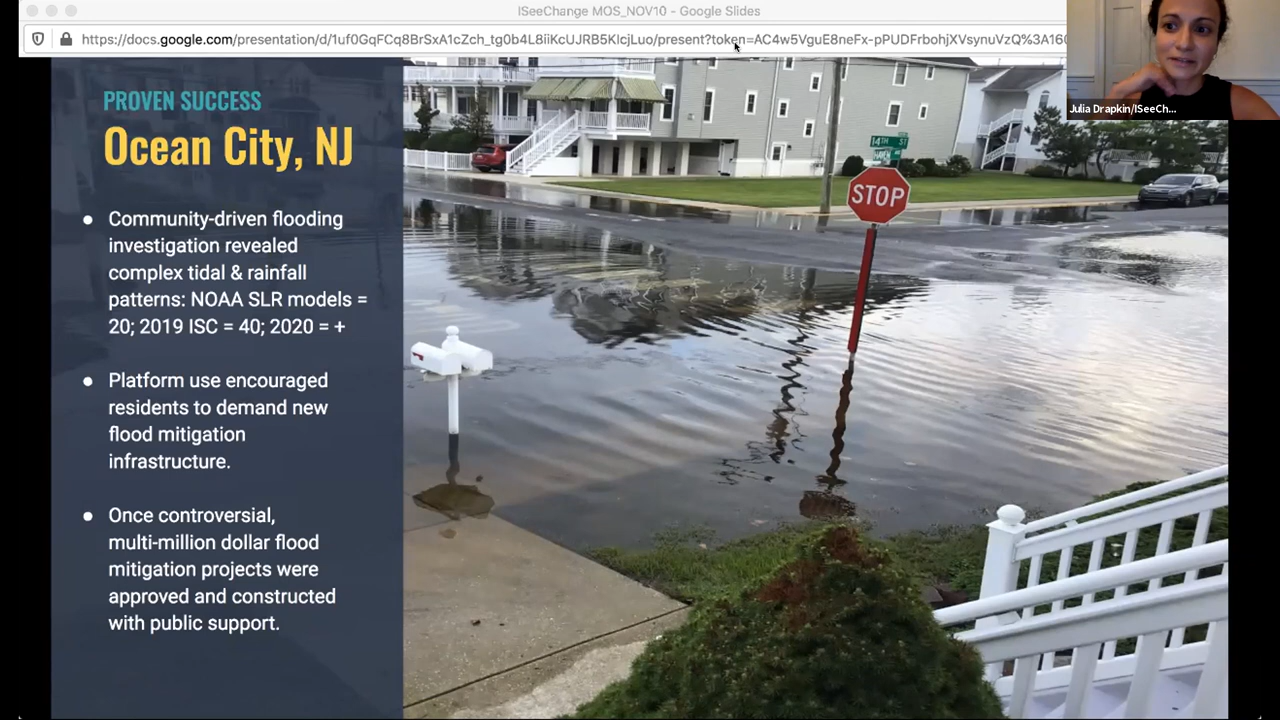 ISeeChange MOS_NOV10 - Google Slides
https://docs.google.com/presentation/d/1uf0GqFCq8BrSxA1cZch_tg0b4L8iiKcUJRB5KlcjLuo/present?token=AC4w5VguE8neFx-pPUDFrbohjXVsynuVzQ%3A160
Julia Drapkin/ISeeCh...
PROVEN SUCCESS
Ocean City, NJ
● Community-driven flooding
investigation revealed
complex tidal & rainfall
patterns: NOAA SLR models =
20; 2019 ISC = 40; 2020 = +
● Platform use encouraged
residents to demand new
flood mitigation
infrastructure.
● Once controversial,
multi-million dollar flood
mitigation projects were
approved and constructed
with public support.
14TH ST
HAVEN
STOP